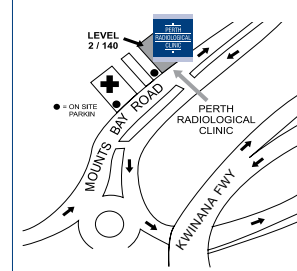 LEVEL
2 / 140
PERTH
RADIOLOGICAL
CLINIC
= ON SITE
PARKIN
MOUNTS BAY ROAD
PERTH
RADIOLOGICAL
CLINIC
KWINANA FWY